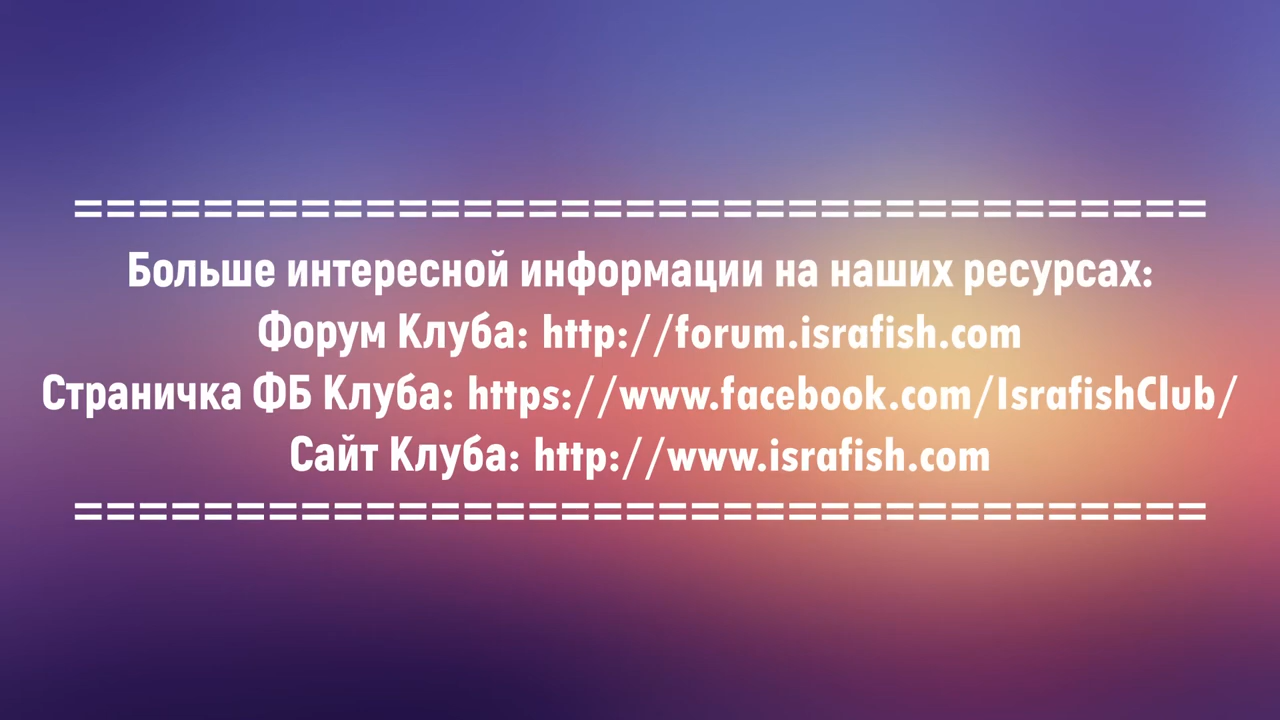 ===================================
Больше интересной информации на наших ресурсах:
Форум Клуба: http://forum.israfish.com
Страничка ФБ Клуба: https://www.facebook.com/IsrafishClub/
Сайт Клуба: http://www.israfish.com
===================================